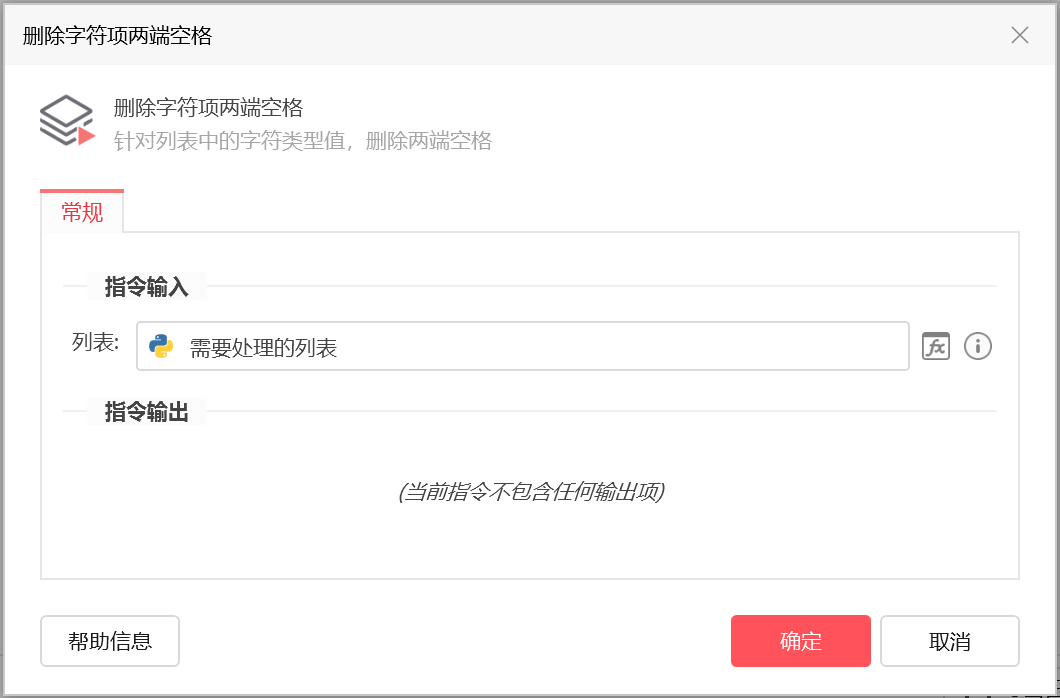 删除字符项两端空格
删除字符项两端空格
针对列表中的字符类型值，删除两端空格
常规
指令输入
列表:
需要处理的列表
fx
指令输出
(当前指令不包含任何输出项)
帮助信息
确定
取消